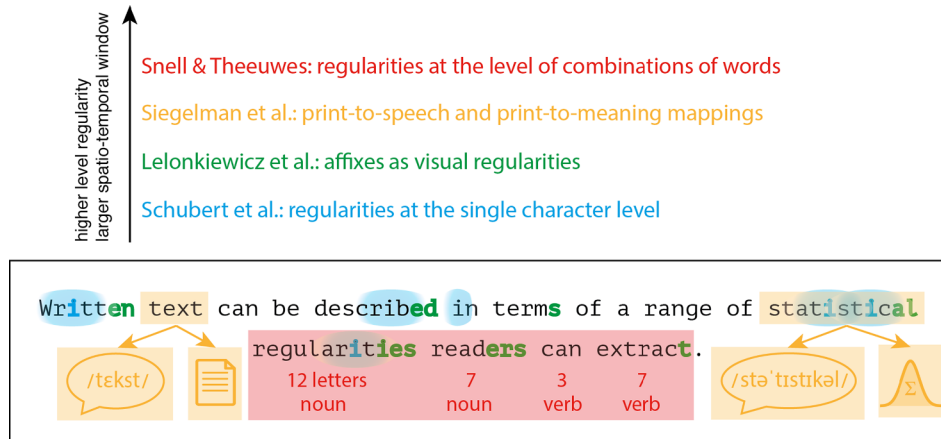 higher level regularity
larger spatio-temporal window
Snell & Theeuwes: regularities at the level of combinations of words
Siegelman et al.: print-to-speech and print-to-meaning mappings
Lelonkiewicz et al.: affixes as visual regularities
Schubert et al.: regularities at the single character level
Written text can be described in terms of a range of statistical
regularities readers can extract.
/tɛkst/
12 letters 7 3 7
noun noun verb verb
/stəˈtɪstɪkəl/
Σ